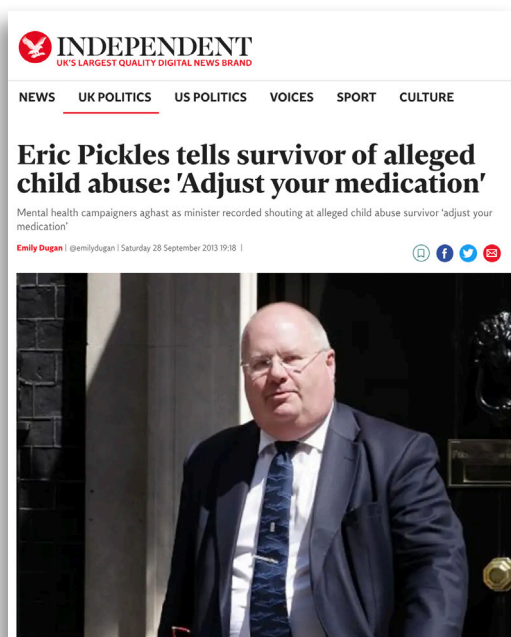 INDEPENDENT
UK'S LARGEST QUALITY DIGITAL NEWS BRAND
NEWS UK POLITICS US POLITICS VOICES SPORT CULTURE
Eric Pickles tells survivor of alleged
child abuse: 'Adjust your medication'
Mental health campaigners aghast as minister recorded shouting at alleged child abuse survivor 'adjust your
medication'
Emily Dugan | @emilydugan | Saturday 28 September 2013 19:18 |